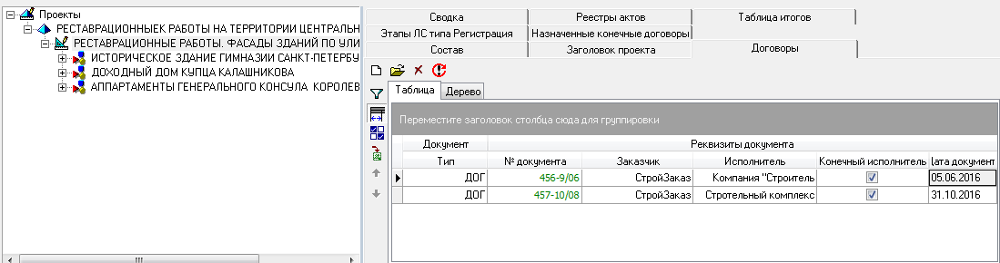 Проекты
РЕСТАВРАЦИОННЫЕК РАБОТЫ НА ТЕРРИТОРИИ ЦЕНТРАЛЬН
РЕСТАВРАЦИОННЫЕ РАБОТЫ. ФАСАДЫ ЗДАНИЙ ПО УЛИ
ИСТОРИЧЕСКОЕ ЗДАНИЕ ГИМНАЗИИ САНКТ-ПЕТЕРБУ
ДОХОДНЫЙ ДОМ КУПЦА КАЛАШНИКОВА
АППАРТАМЕНТЫ ГЕНЕРАЛЬНОГО КОНСУЛА КОРОЛЕВ
Сводка Реестры актов Таблица итогов
Этапы ЛС типа Регистрация Назначенные конечные договоры
Состав Заголовок проекта Договоры
Таблица Дерево
Переместите заголовок столбца сюда для группировки
Документ Реквизиты документа
Тип № документа Заказчик Исполнитель Конечный исполнитель Дата документ
ДОГ 456-9/06 СтройЗаказ Компания "Строитель 05.06.2016
ДОГ 457-10/08 СтройЗаказ Стротельный комплекс 31.10.2016